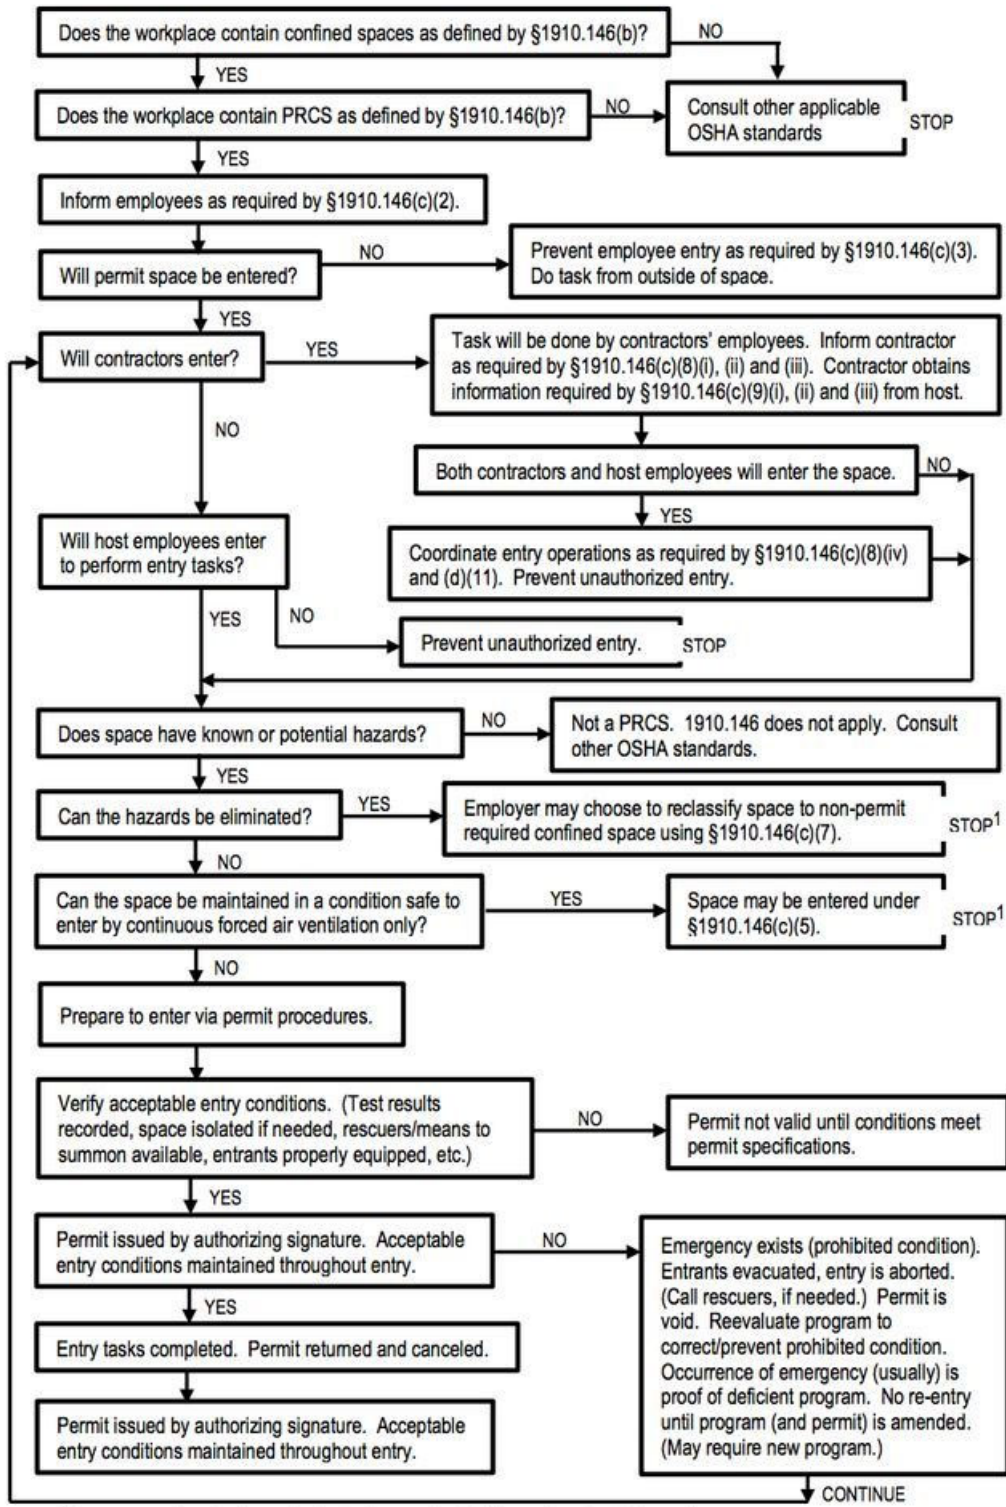 Does the workplace contain confined spaces as defined by §1910.146(b)?
NO
YES
Does the workplace contain PRCS as defined by §1910.146(b)?
NO
Consult other applicable
OSHA standards
STOP
YES
Inform employees as required by §1910.146(c)(2).
Will permit space be entered?
NO
Prevent employee entry as required by §1910.146(c)(3).
Do task from outside of space.
YES
Will contractors enter?
YES
Task will be done by contractors' employees. Inform contractor
as required by §1910.146(c)(8)(i), (ii) and (iii). Contractor obtains
information required by §1910.146(c)(9)(i), (ii) and (iii) from host.
NO
Both contractors and host employees will enter the space.
NO
YES
Will host employees enter
to perform entry tasks?
Coordinate entry operations as required by §1910.146(c)(8)(iv)
and (d)(11). Prevent unauthorized entry.
YES
NO
Prevent unauthorized entry.
STOP
Does space have known or potential hazards?
NO
Not a PRCS. 1910.146 does not apply. Consult
other OSHA standards.
YES
Can the hazards be eliminated?
YES
Employer may choose to reclassify space to non-permit
required confined space using §1910.146(c)(7).
STOP1
NO
Can the space be maintained in a condition safe to
enter by continuous forced air ventilation only?
YES
Space may be entered under
§1910.146(c)(5).
STOP1
NO
Prepare to enter via permit procedures.
Verify acceptable entry conditions. (Test results
recorded, space isolated if needed, rescuers/means to
summon available, entrants properly equipped, etc.)
NO
Permit not valid until conditions meet
permit specifications.
YES
Permit issued by authorizing signature. Acceptable
entry conditions maintained throughout entry.
NO
Emergency exists (prohibited condition).
Entrants evacuated, entry is aborted.
(Call rescuers, if needed.) Permit is
void. Reevaluate program to
correct/prevent prohibited condition.
Occurrence of emergency (usually) is
proof of deficient program. No re-entry
until program (and permit) is amended.
(May require new program.)
YES
Entry tasks completed. Permit returned and canceled.
Permit issued by authorizing signature. Acceptable
entry conditions maintained throughout entry.
CONTINUE